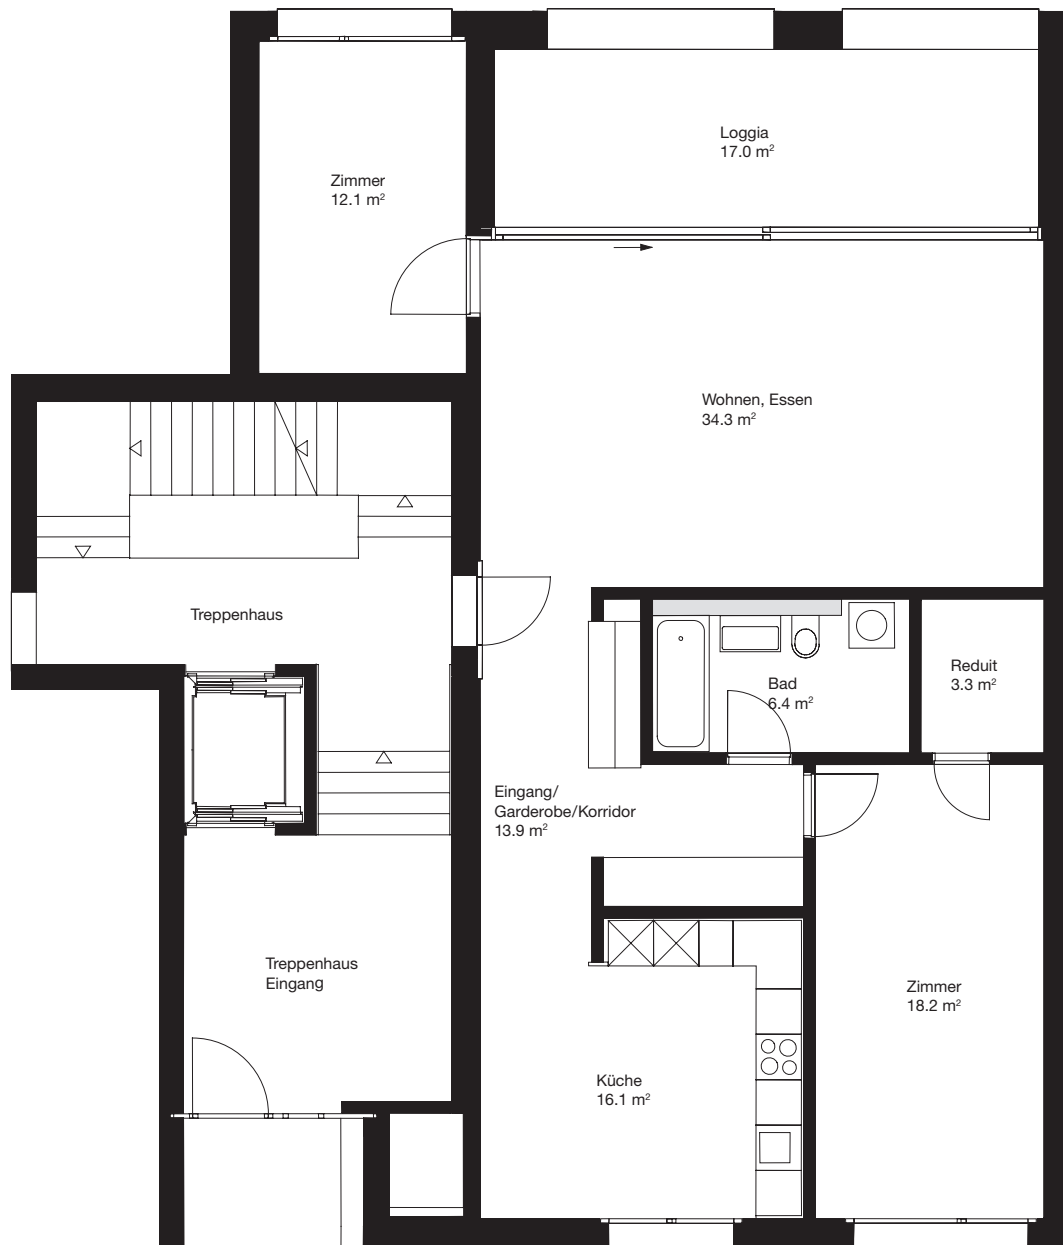 Loggia
17.0 m²
Zimmer
12.1 m²
Wohnen, Essen
34.3 m²
Treppenhaus
Bad
6.4 m²
Reduit
3.3 m²
Eingang/
Garderobe/Korridor
13.9 m²
Treppenhaus
Eingang
Zimmer
18.2 m²
Küche
16.1 m²